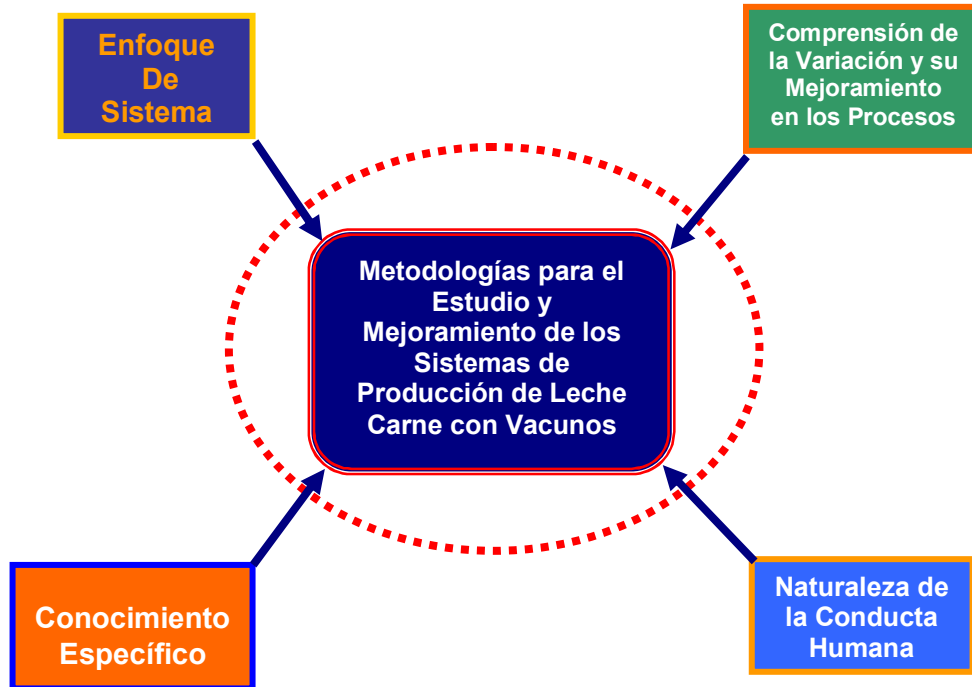 Enfoque
De
Sistema
Comprensión de
la Variación y su
Mejoramiento
en los Procesos
Metodologías para el
Estudio y
Mejoramiento de los
Sistemas de
Producción de Leche
Carne con Vacunos
Conocimiento
Específico
Naturaleza de
la Conducta
Humana